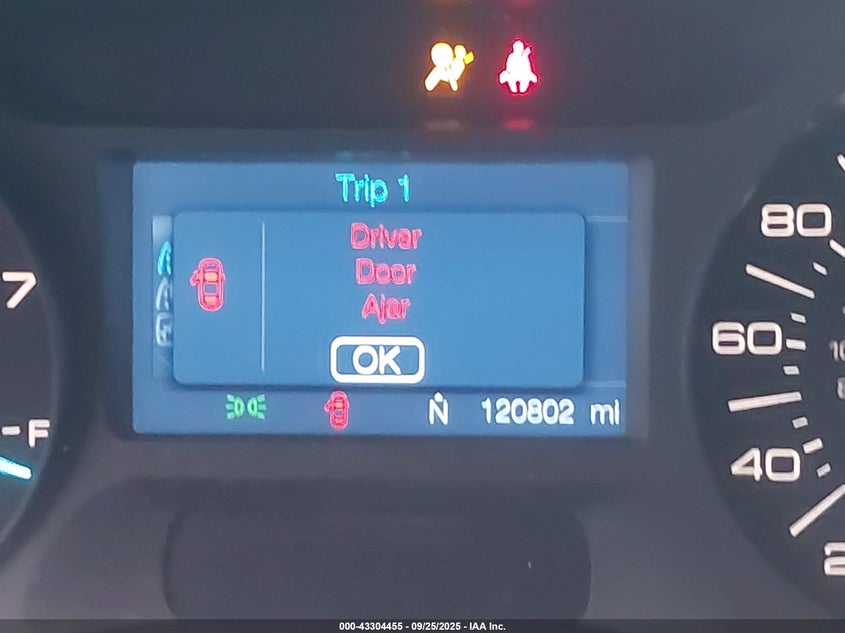 Trip 1
Driver
Door
Ajar
OK
N 120802 mi
7
-F
80
60
40
000-43304455 - 09/25/2025 - IAA Inc.